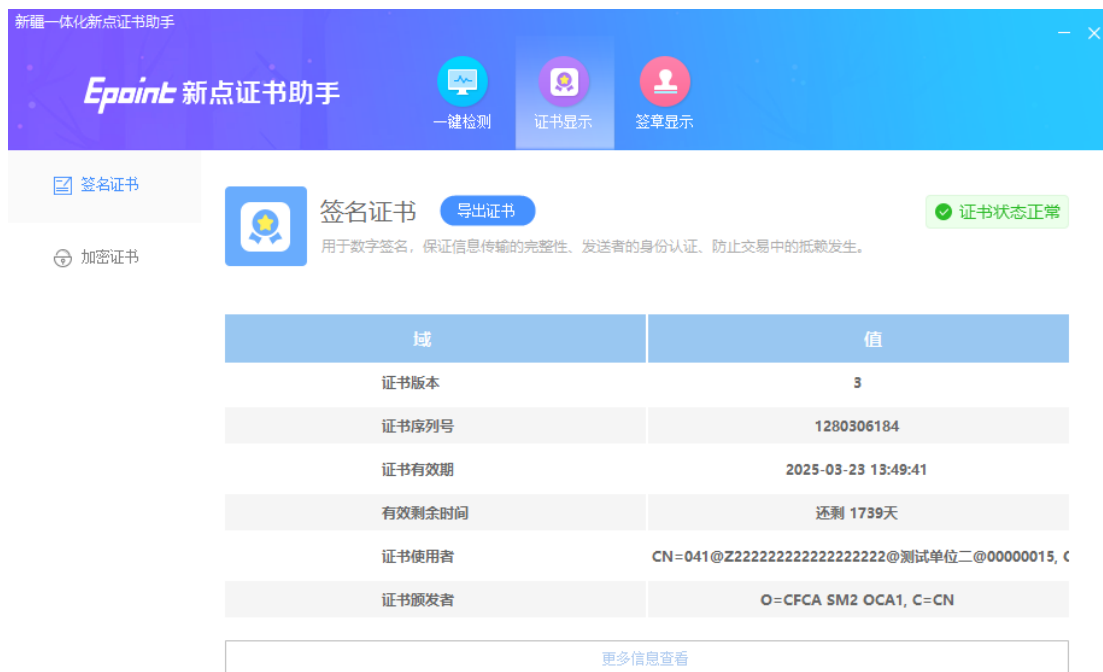 新疆一体化新点证书助手
Epoint 新点证书助手
一键检测
证书显示
签章显示
签名证书
加密证书
签名证书
导出证书
证书状态正常
用于数字签名，保证信息传输的完整性、发送者的身份认证、防止交易中的抵赖发生。
域 值
证书版本 3
证书序列号 1280306184
证书有效期 2025-03-23 13:49:41
有效剩余时间 还剩 1739天
证书使用者 CN=041@Z222222222222222222@测试单位二@00000015, C
证书颁发者 O=CFCA SM2 OCA1, C=CN
更多信息查看